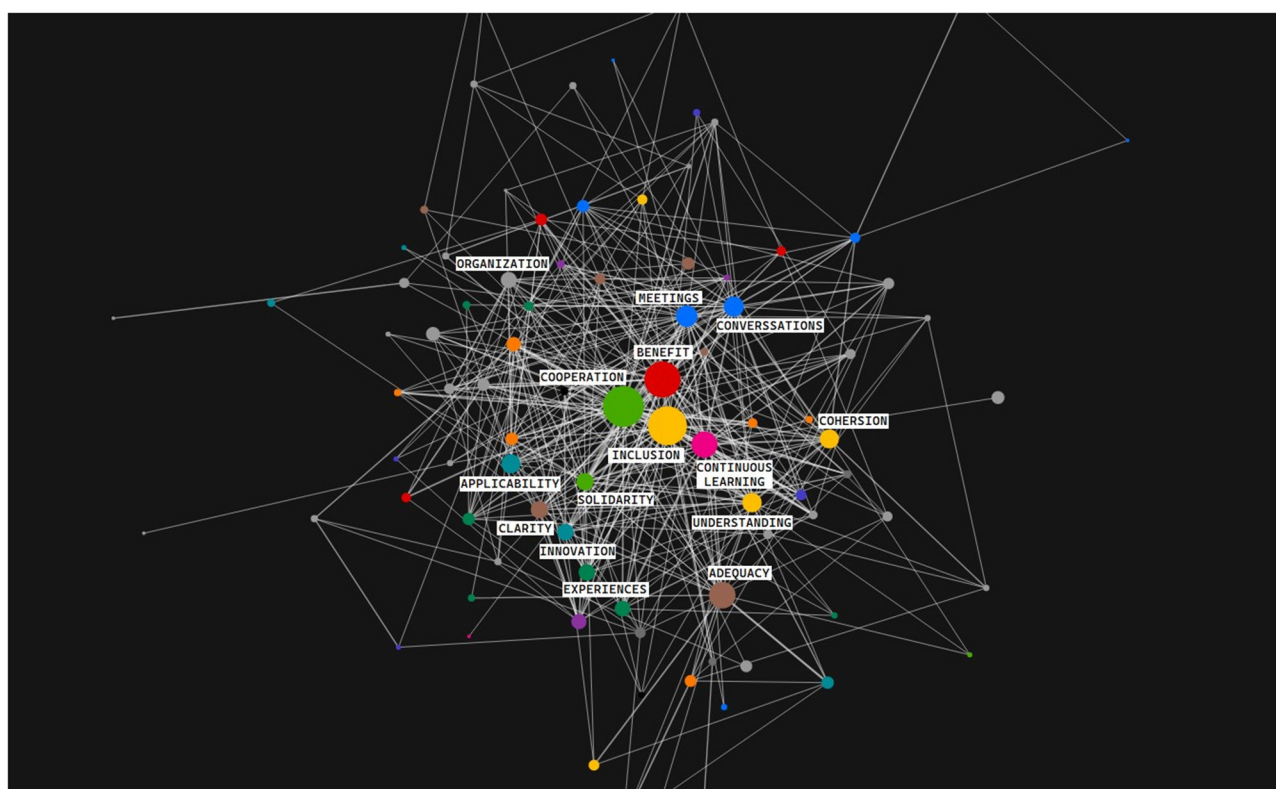 ORGANIZATION
MEETINGS
CONVERSSATIONS
BENEFIT
COOPERATION
COHERSION
INCLUSION
CONTINUOUS
LEARNING
APPLICABILITY
SOLIDARITY
CLARITY
UNDERSTANDING
INNOVATION
ADEQUACY
EXPERIENCES